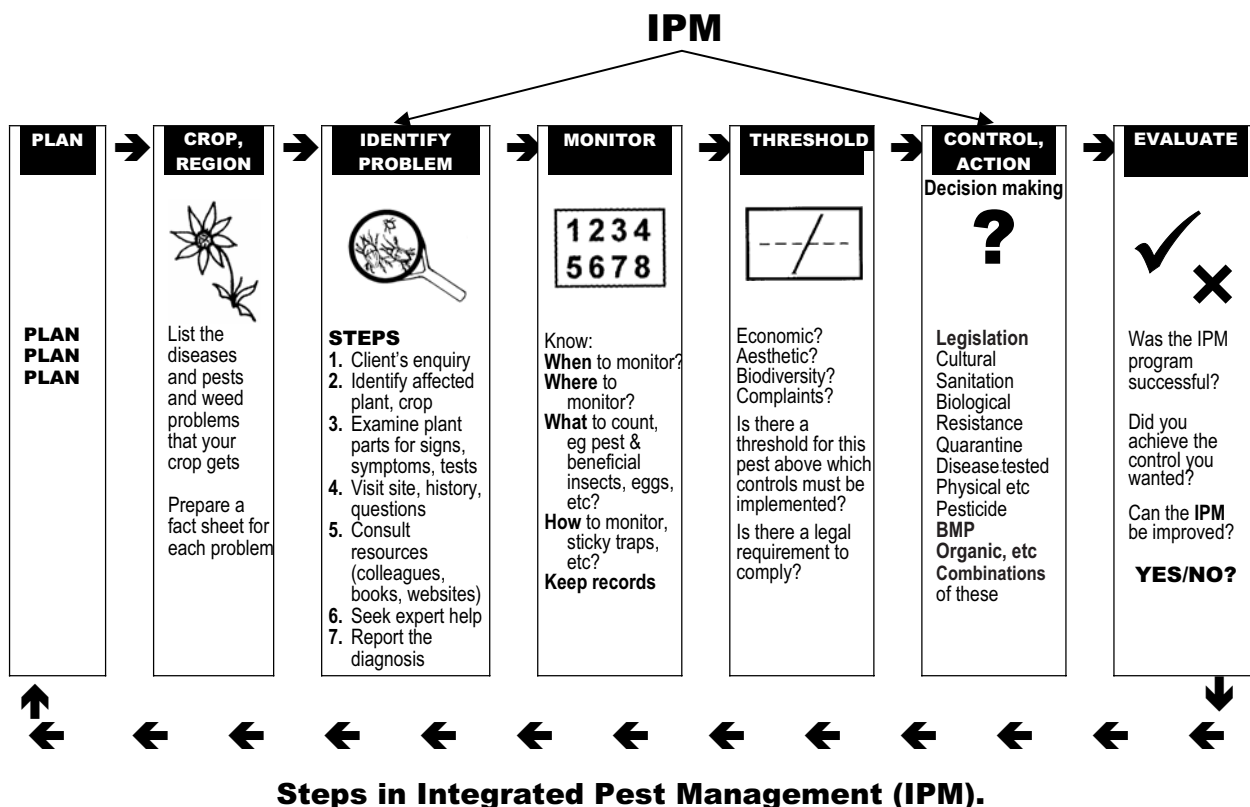 IPM
PLAN
PLAN
PLAN
PLAN
CROP,
REGION
List the
diseases
and pests
and weed
problems
that your
crop gets
Prepare a
fact sheet for
each problem
IDENTIFY
PROBLEM
STEPS
1. Client's enquiry
2. Identify affected
plant, crop
3. Examine plant
parts for signs,
symptoms, tests
4. Visit site, history,
questions
5. Consult
resources
(colleagues,
books, websites)
6. Seek expert help
7. Report the
diagnosis
MONITOR
1234
5678
Know:
When to monitor?
Where to
monitor?
What to count,
eg pest &
beneficial
insects, eggs,
etc?
How to monitor,
sticky traps,
etc?
Keep records
THRESHOLD
Economic?
Aesthetic?
Biodiversity?
Complaints?
Is there a
threshold for this
pest above which
controls must be
implemented?
Is there a legal
requirement to
comply?
CONTROL,
ACTION
Decision making
?
Legislation
Cultural
Sanitation
Biological
Resistance
Quarantine
Disease-tested
Physical etc
Pesticide
BMP
Organic, etc
Combinations
of these
EVALUATE
Was the IPM
program
successful?
Did you
achieve the
control you
wanted?
Can the IPM
be improved?
YES/NO?
Steps in Integrated Pest Management (IPM).